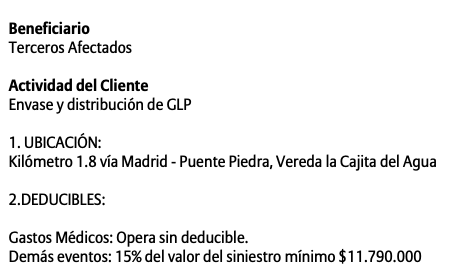 Beneficiario
Terceros Afectados
Actividad del Cliente
Envase y distribución de GLP
1. UBICACIÓN:
Kilómetro 1.8 vía Madrid - Puente Piedra, Vereda la Cajita del Agua
2.DEDUCIBLES:
Gastos Médicos: Opera sin deducible.
Demás eventos: 15% del valor del siniestro mínimo $11.790.000